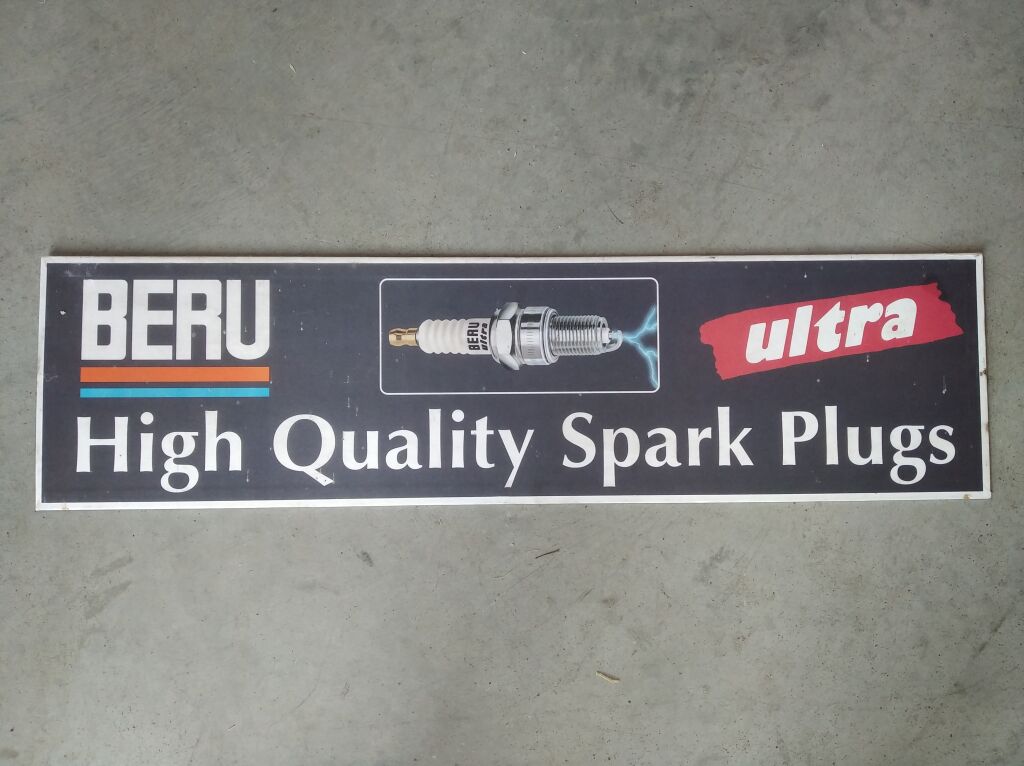 BERU
BERU
ultra
ultra
High Quality Spark Plugs